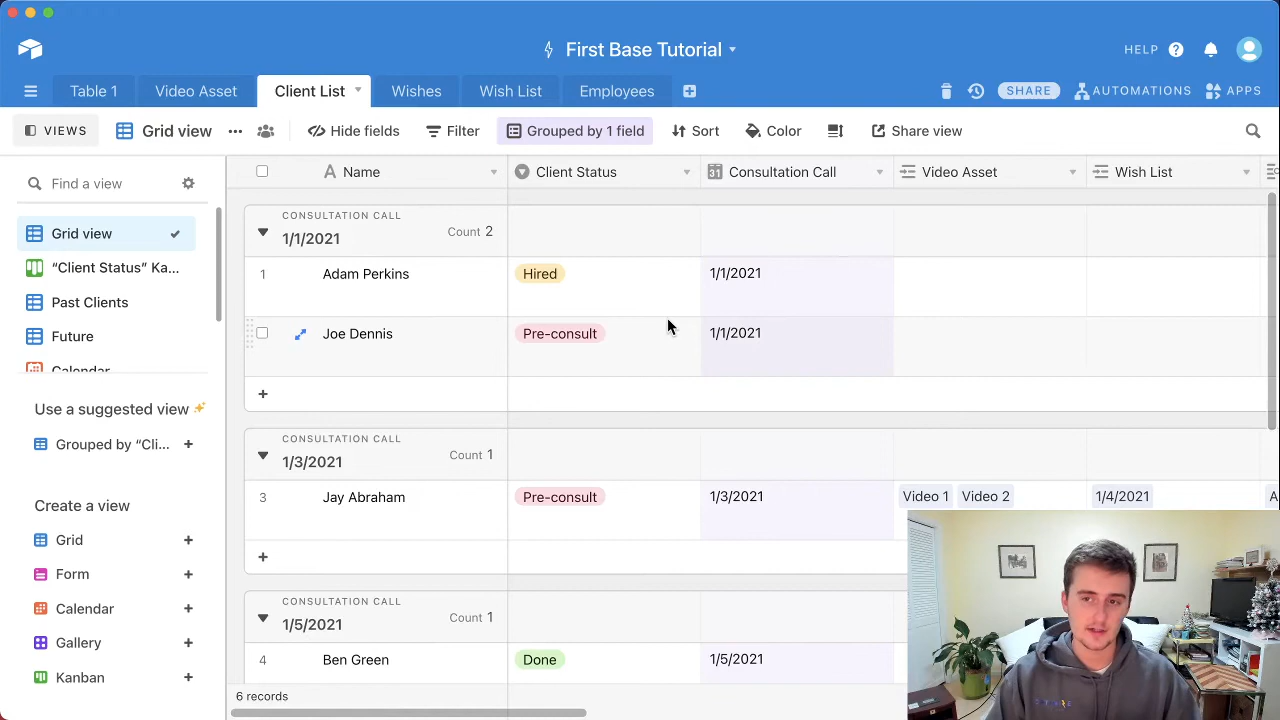 First Base Tutorial
HELP
Table 1
Video Asset
Client List
Wishes
Wish List
Employees
SHARE
AUTOMATIONS
APPS
VIEWS
Grid view
Hide fields
Filter
Grouped by 1 field
Sort
Color
Share view
Find a view
Grid view
“Client Status” Ka...
Past Clients
Future
Calendar
Use a suggested view
Grouped by “Cli...
Create a view
Grid
Form
Calendar
Gallery
Kanban
Name
Client Status
31 Consultation Call
Video Asset
Wish List
CONSULTATION CALL
1/1/2021
Count 2
1 Adam Perkins Hired 1/1/2021
Joe Dennis Pre-consult 1/1/2021
CONSULTATION CALL
1/3/2021
Count 1
3 Jay Abraham Pre-consult 1/3/2021 Video 1 Video 2 1/4/2021 A
CONSULTATION CALL
1/5/2021
Count 1
4 Ben Green Done 1/5/2021
6 records